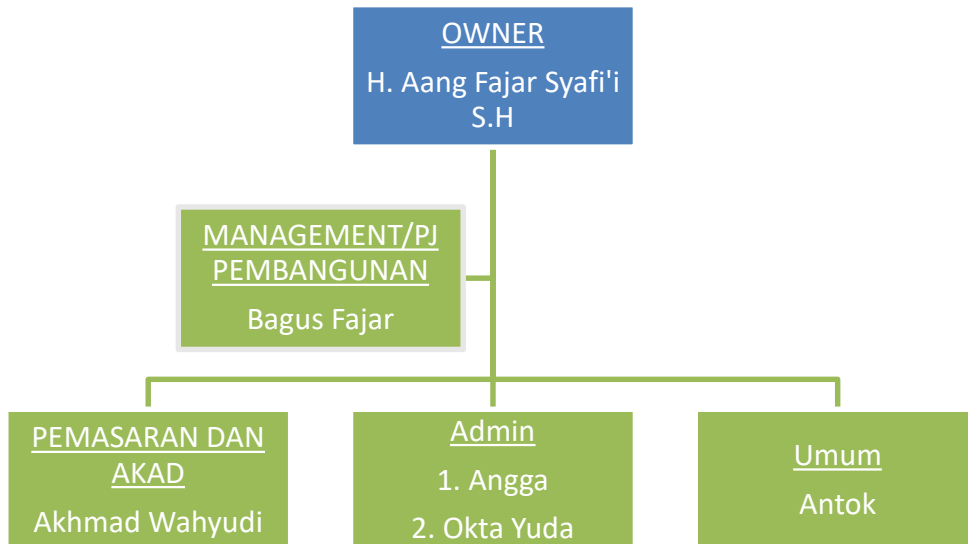 OWNER
H. Aang Fajar Syafi'i
S.H
MANAGEMENT/PJ
PEMBANGUNAN
Bagus Fajar
PEMASARAN DAN
AKAD
Akhmad Wahyudi
Admin
1. Angga
2. Okta Yuda
Umum
Antok